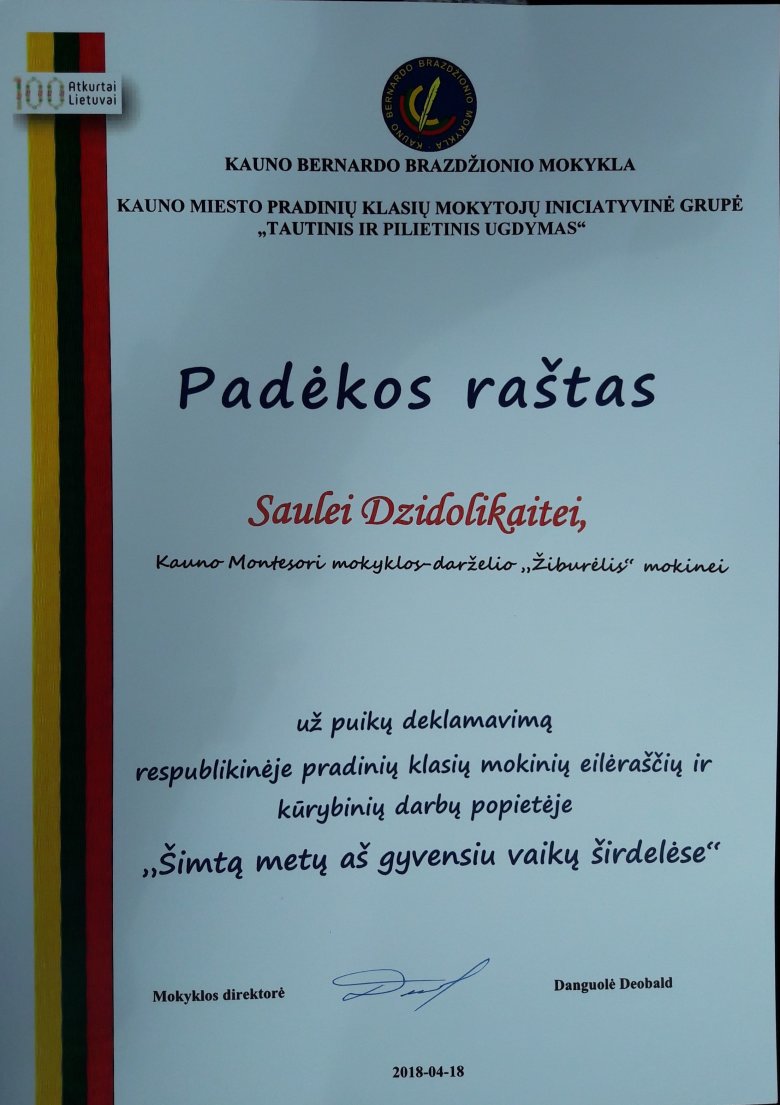 100 Atkurtai
Lietuvai
KAUNO BERNARDO BRAZDŽIONIO MOKYKLA
KAUNO BERNARDO BRAZDŽIONIO MOKYKLA
KAUNO MIESTO PRADINIŲ KLASIŲ MOKYTOJŲ INICIATYVINĖ GRUPĖ
„TAUTINIS IR PILIETINIS UGDYMAS“
Padėkos raštas
Saulei Dzidolikaitei,
Kauno Montesori mokyklos-darželio „Žiburėlis“ mokinei
už puikų deklamavimą
respublikinėje pradinių klasių mokinių eilėraščių ir
kūrybinių darbų popietėje
„Šimtą metų aš gyvensiu vaikų širdelėse“
Mokyklos direktorė Danguolė Deobald
2018-04-18